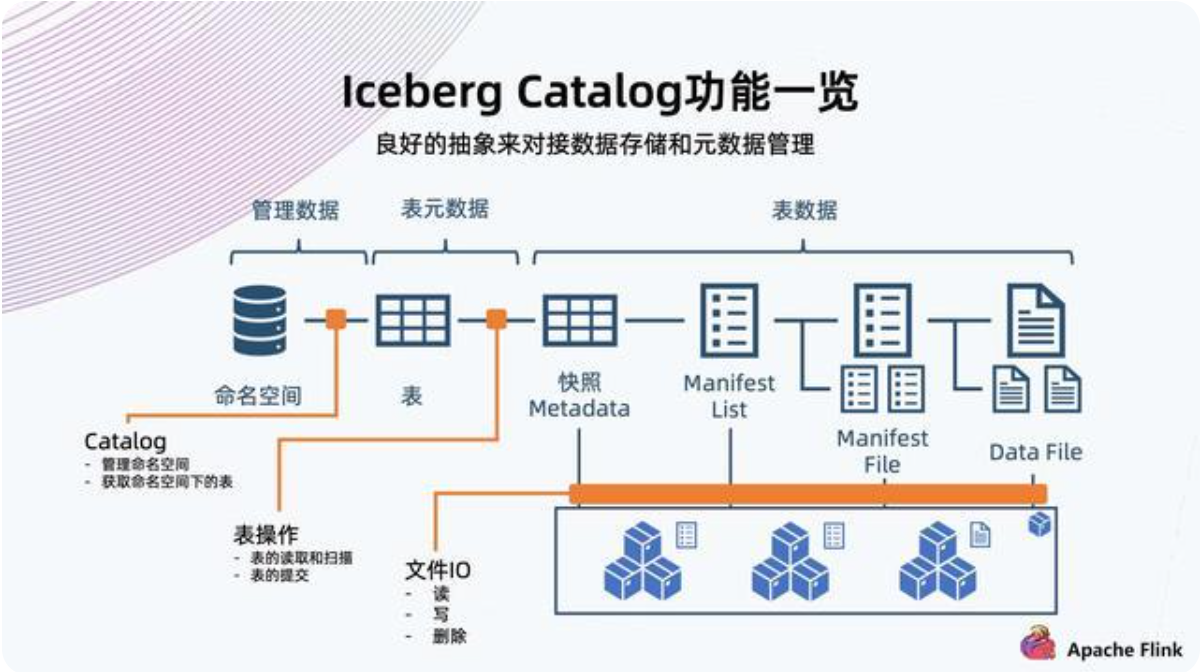 Iceberg Catalog功能一览
良好的抽象来对接数据存储和元数据管理
管理数据
表元数据
表数据
命名空间
表
快照
Metadata
Manifest
List
Manifest
File
Data File
Catalog
- 管理命名空间
- 获取命名空间下的表
表操作
- 表的读取和扫描
- 表的提交
文件IO
- 读
- 写
- 删除
Apache Flink